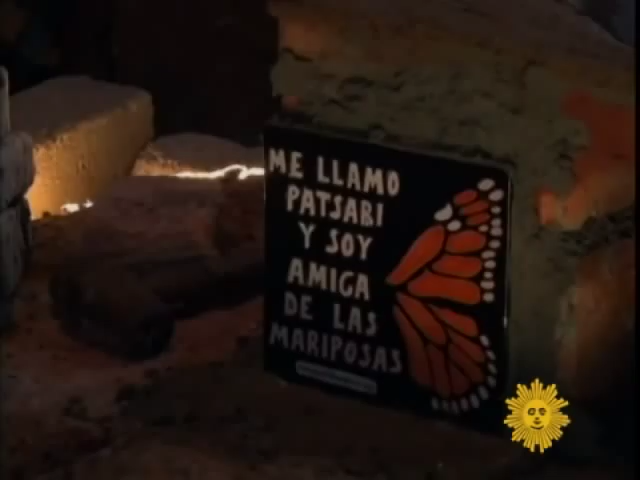 ME LLAMO
PATSARI
Y SOY
AMIGA
DE LAS
MARIPOSAS